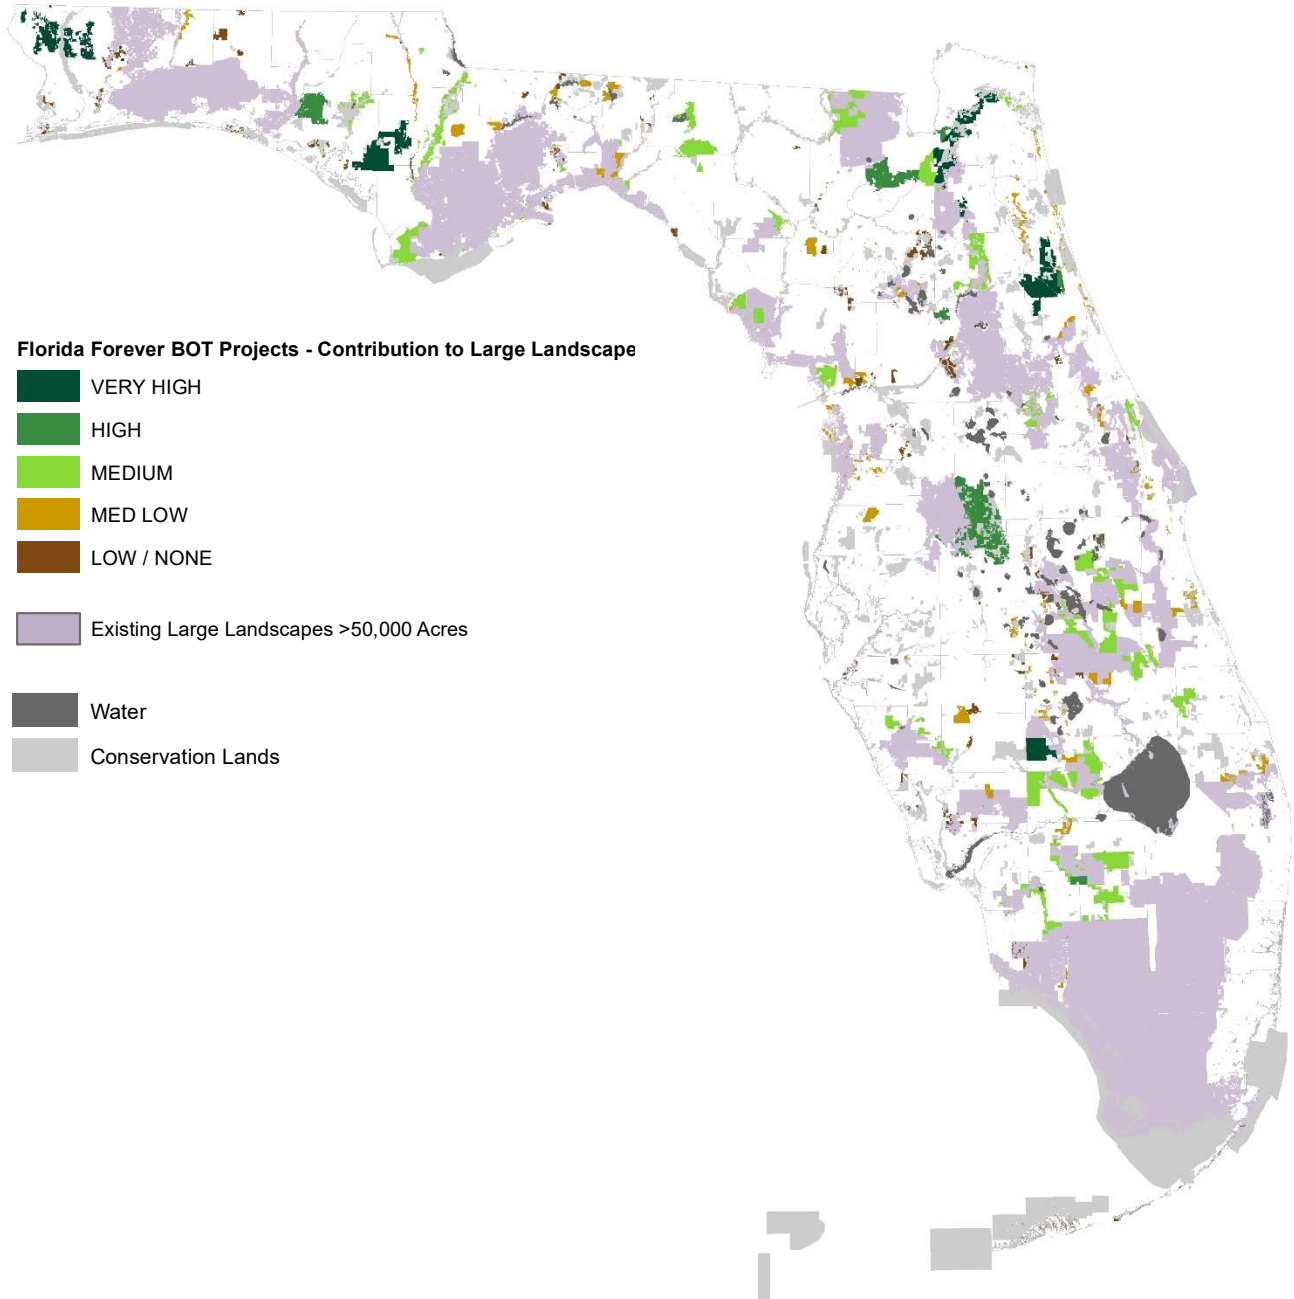 Florida Forever BOT Projects - Contribution to Large Landscape
VERY HIGH
HIGH
MEDIUM
MED LOW
LOW / NONE
Existing Large Landscapes >50,000 Acres
Water
Conservation Lands